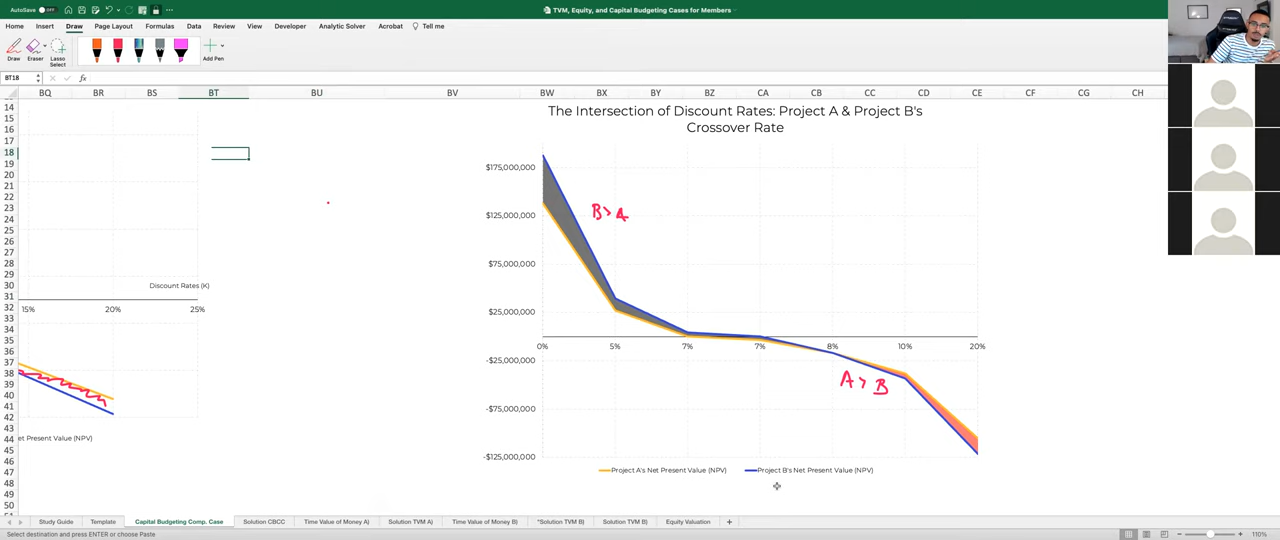 AutoSave OFF
TVM, Equity, and Capital Budgeting Cases for Members
Home Insert Draw Page Layout Formulas Data Review View Developer Analytic Solver Acrobat Tell me
Draw Eraser Lasso Select Add Pen
BT18 fx
BQ BR BS BT BU BV BW BX BY BZ CA CB CC CD CE CF CG CH
14
15
16
17
18
19
20
21
22
23
24
25
26
27
28
29
30
31
32
33
34
35
36
37
38
39
40
41
42
43
44
45
46
47
48
49
50
Discount Rates (K)
15% 20% 25%
et Present Value (NPV)
The Intersection of Discount Rates: Project A & Project B's
Crossover Rate
$175,000,000
$125,000,000
$75,000,000
$25,000,000
-$25,000,000
-$75,000,000
-$125,000,000
0% 5% 7% 7% 8% 10% 20%
B > A
A > B
Project A's Net Present Value (NPV) Project B's Net Present Value (NPV)
Study Guide Template Capital Budgeting Comp. Case Solution CBCC Time Value of Money A) Solution TVM A) Time Value of Money B) *Solution TVM B) Solution TVM B) Equity Valuation +
Select destination and press ENTER or choose Paste
110%